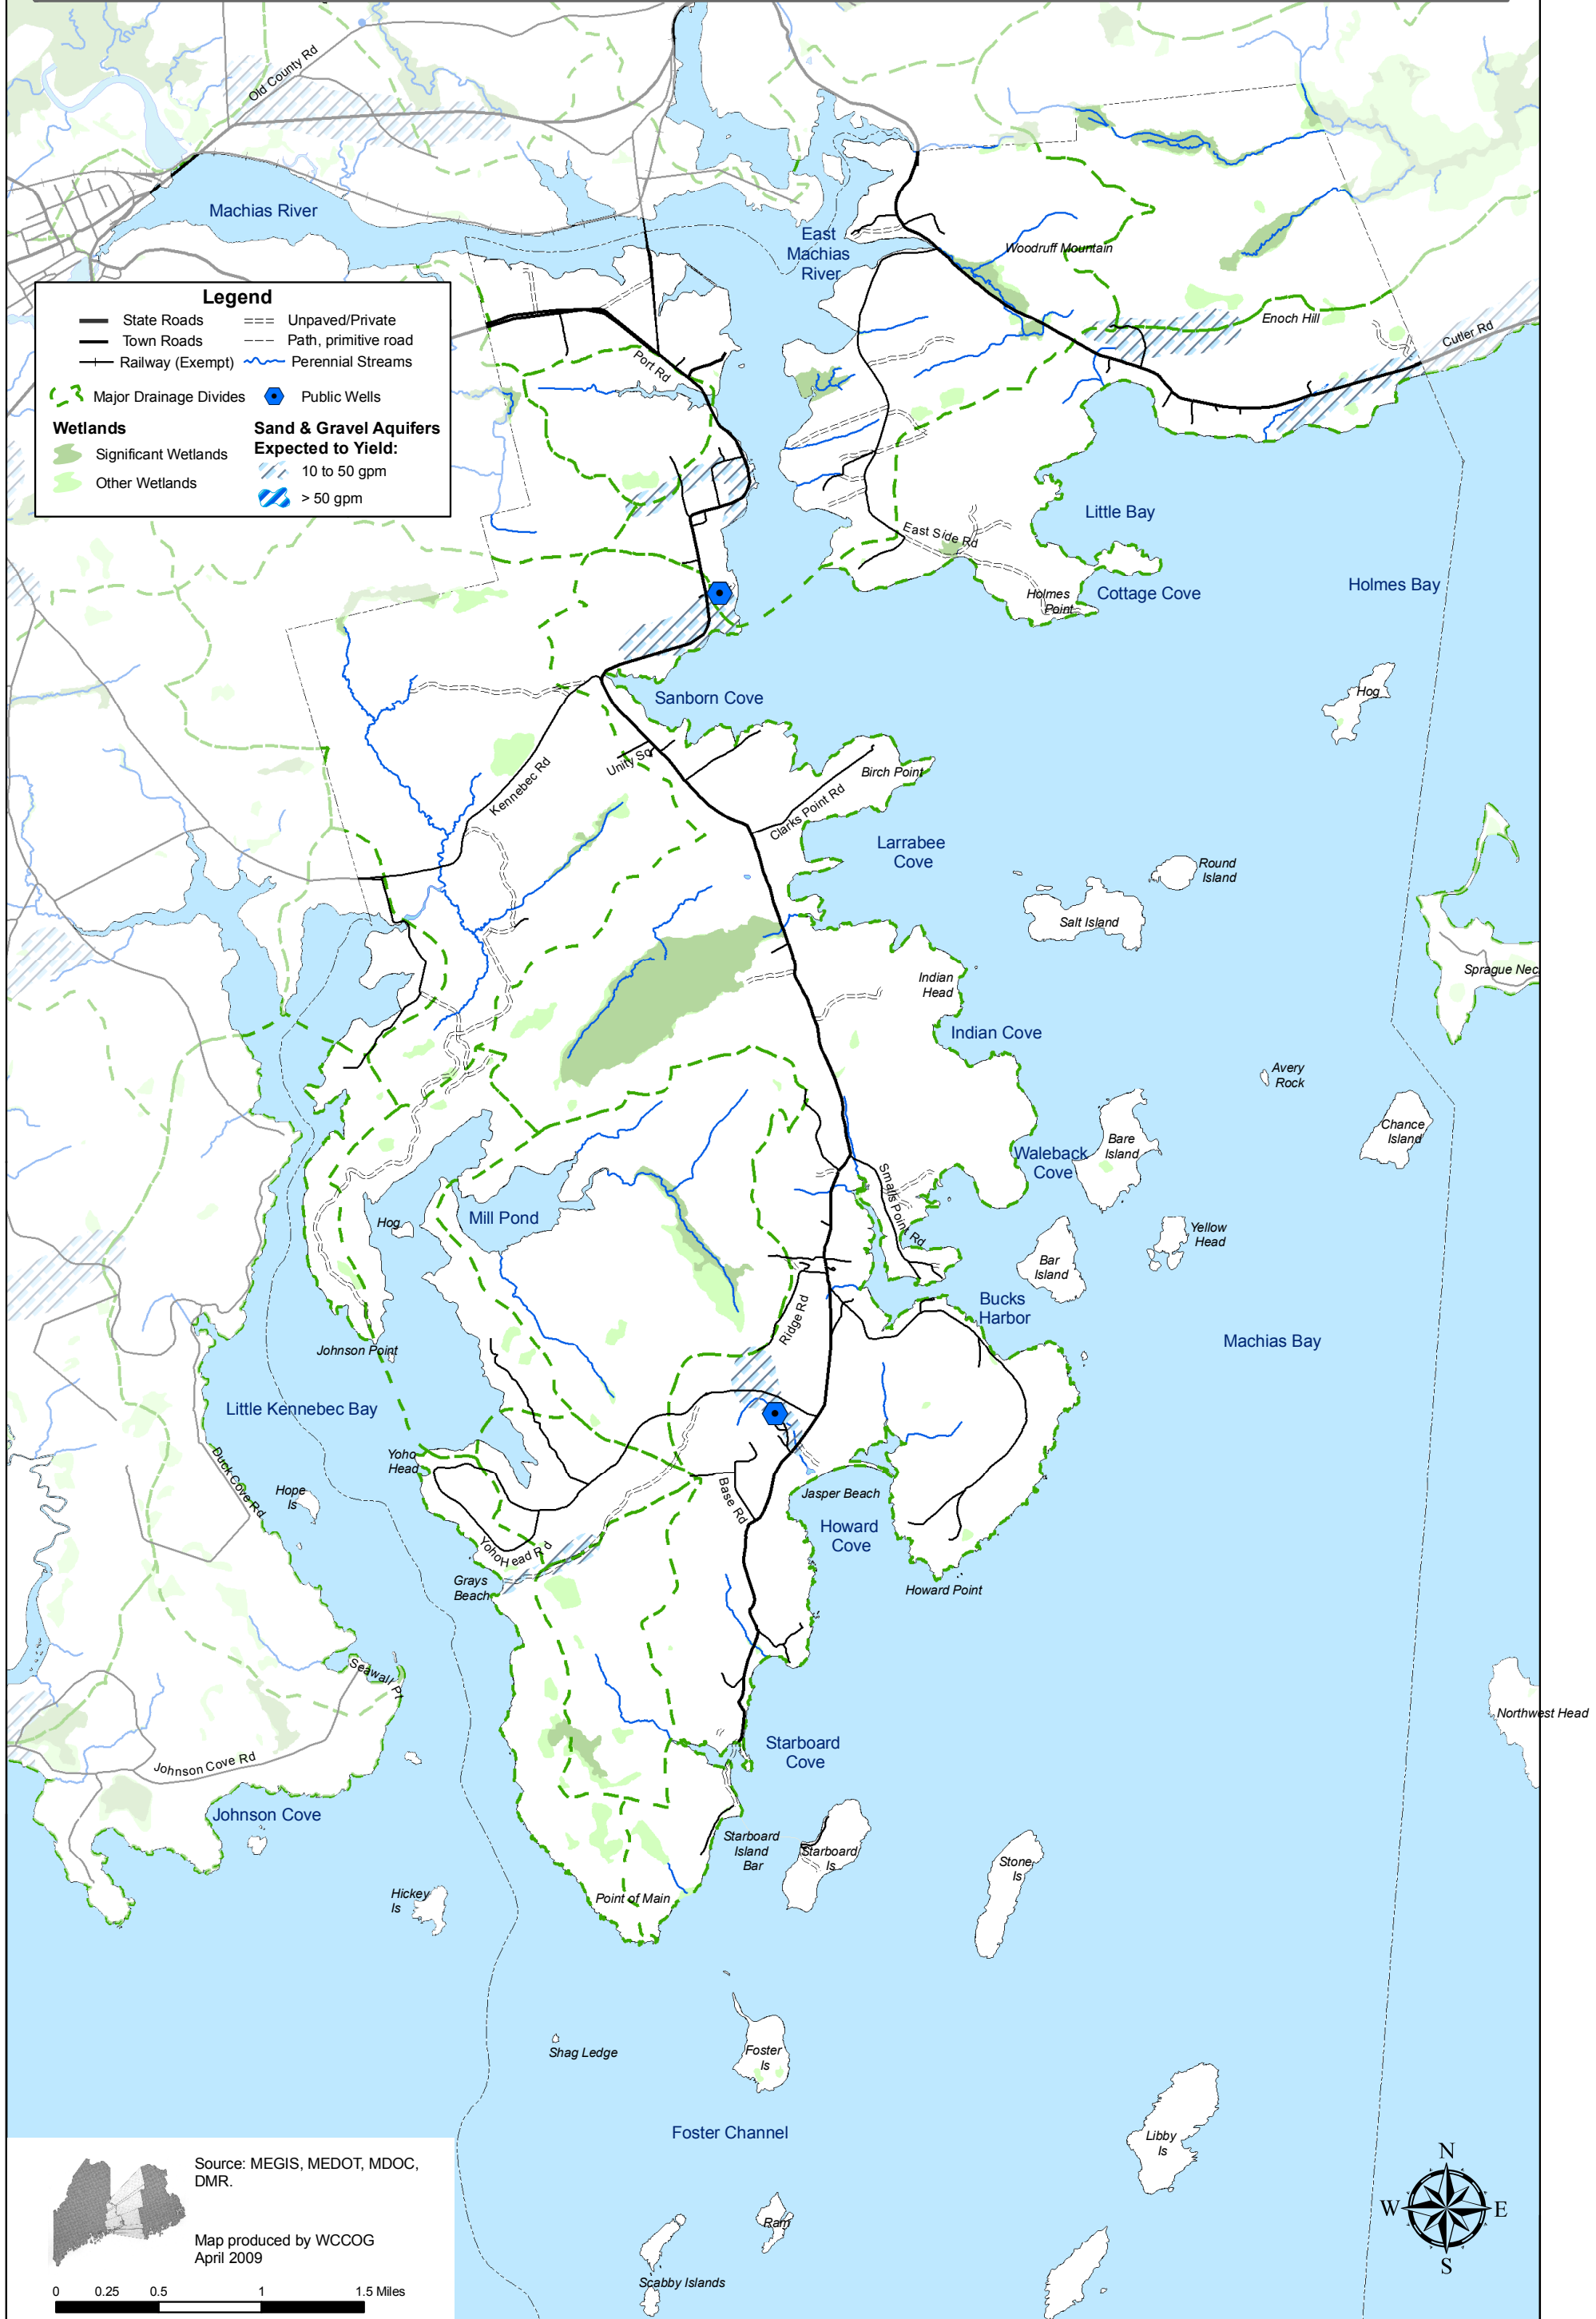 Old County Rd
Machias River
East
Machias
River
Woodruff Mountain
Enoch Hill
Cutler Rd
Legend
State Roads
Unpaved/Private
Town Roads
Path, primitive road
Railway (Exempt)
Perennial Streams
Major Drainage Divides
Public Wells
Wetlands
Significant Wetlands
Other Wetlands
Sand & Gravel Aquifers
Expected to Yield:
10 to 50 gpm
> 50 gpm
Port Rd
Little Bay
East Side Rd
Holmes Bay
Cottage Cove
Holmes
Point
Sanborn Cove
Hog
Unity Sq
Kennebec Rd
Birch Point
Clarks Point Rd
Larrabee
Cove
Round
Island
Salt Island
Sprague Nec
Indian
Head
Indian Cove
Avery
Rock
Chance
Island
Bare
Island
Waleback
Cove
Smalls Point Rd
Mill Pond
Hog
Yellow
Head
Bar
Island
Bucks
Harbor
Ridge Rd
Machias Bay
Johnson Point
Little Kennebec Bay
Yoho
Head
Duck Cove Rd
Hope
Is
Base Rd
Jasper Beach
Howard
Cove
YohoHead Rd
Grays
Beach
Howard Point
Seawall Pt
Northwest Head
Johnson Cove Rd
Starboard
Cove
Johnson Cove
Starboard
Island
Bar
Starboard
Is
Stone
Is
Hickey
Is
Point of Main
Shag Ledge
Foster
Is
Foster Channel
Libby
Is
Ram
Scabby Islands
Source: MEGIS, MEDOT, MDOC,
DMR.
Map produced by WCCOG
April 2009
0 0.25 0.5 1 1.5 Miles
N
W E
S